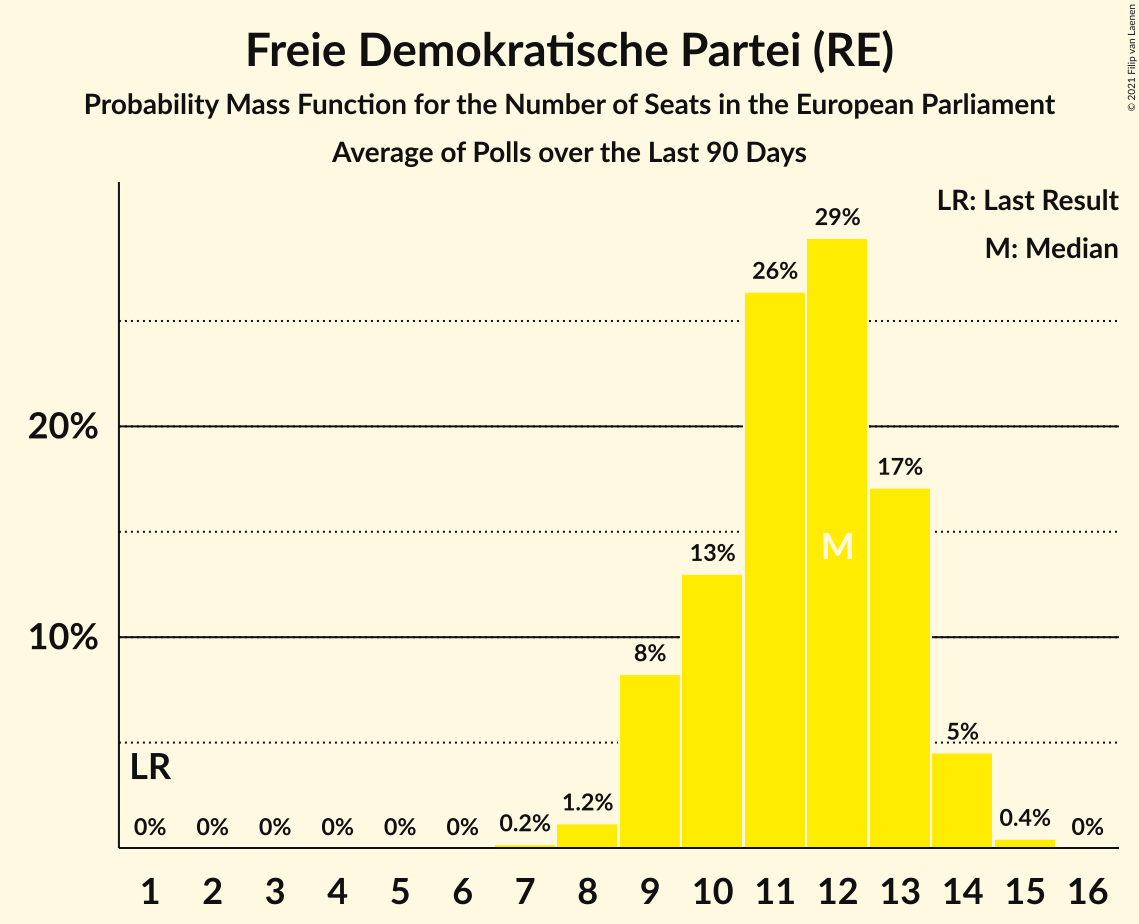 © 2021 Filip van Laenen
Freie Demokratische Partei (RE)
Probability Mass Function for the Number of Seats in the European Parliament
Average of Polls over the Last 90 Days
LR: Last Result
M: Median
29%
26%
20%
17%
13%
M
10%
8%
5%
LR
1.2%
0% 0% 0% 0% 0% 0% 0.2% 0.4% 0%
1 2 3 4 5 6 7 8 9 10 11 12 13 14 15 16